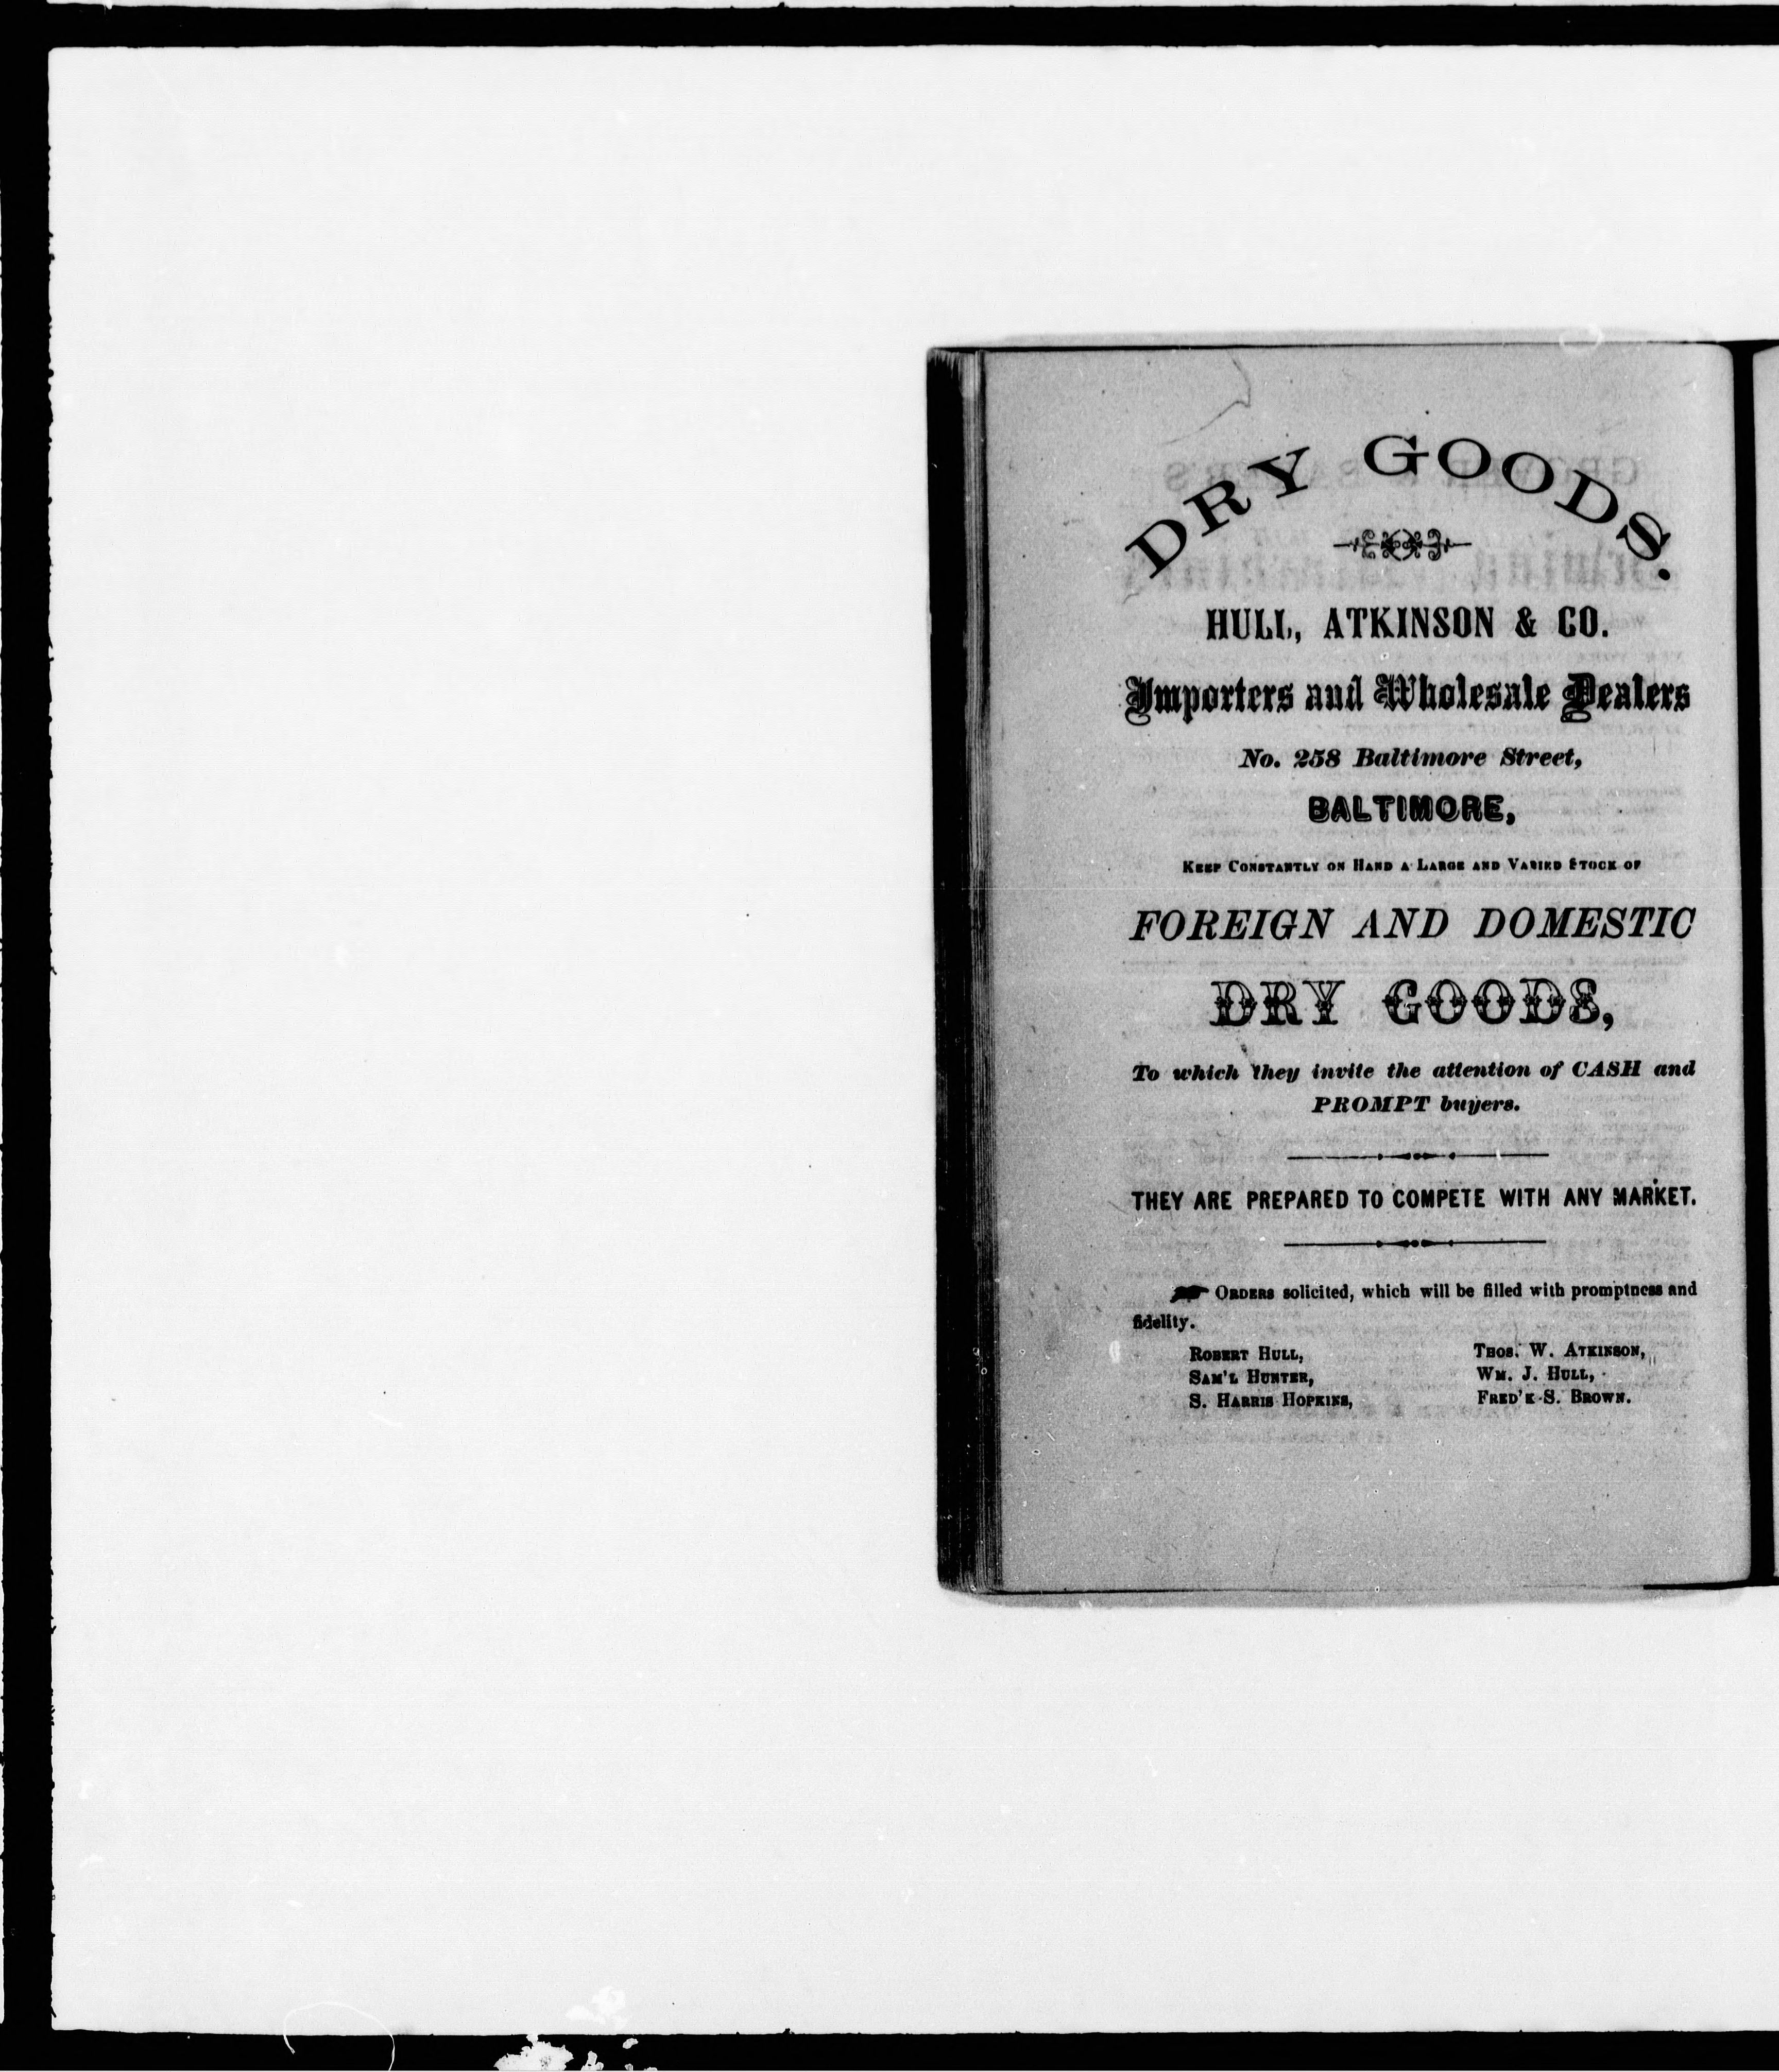 DRY GOODS.
HULL, ATKINSON & CO.
Importers and Wholesale Dealers
No. 258 Baltimore Street,
BALTIMORE,
KEEP CONSTANTLY ON HAND A LARGE AND VARIED STOCK OF
FOREIGN AND DOMESTIC
DRY GOODS,
To which they invite the attention of CASH and
PROMPT buyers.
THEY ARE PREPARED TO COMPETE WITH ANY MARKET.
ORDERS solicited, which will be filled with promptness and
fidelity.
ROBERT HULL, THOS. W. ATKINSON,
SAM'L HUNTER, WM. J. HULL,
S. HARRIS HOPKINS, FRED'K S. BROWN.